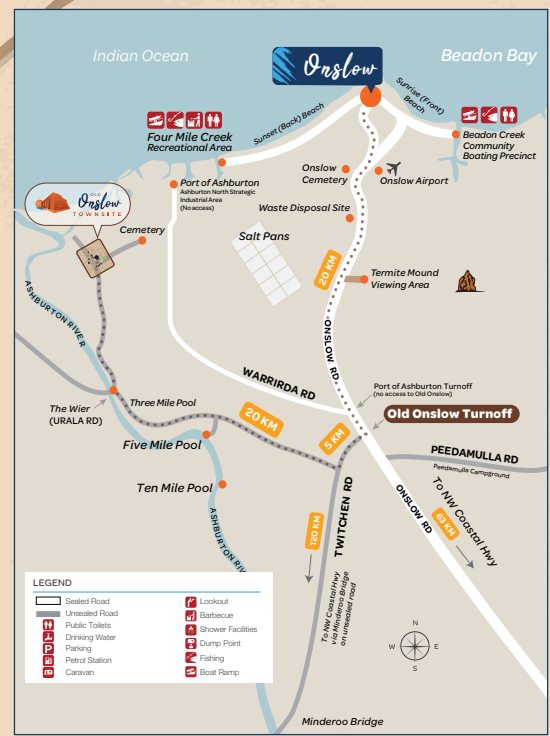 Indian Ocean
Beadon Bay
Onslow
Sunrise (Front)
Beach
Sunset (Back) Beach
Four Mile Creek
Recreational Area
Beadon Creek
Community
Boating Precinct
Onslow
Cemetery
Onslow Airport
Port of Ashburton
Ashburton North Strategic
Industrial Area
(No access)
OLD
Onslow
TOWNSITE
Cemetery
Waste Disposal Site
Salt Pans
20 KM
Termite Mound
Viewing Area
ASHBURTON RIVER
ONSLOW RD
WARRIRDA RD
Port of Ashburton Turnoff
(no access to Old Onslow)
Old Onslow Turnoff
The Wier
(URALA RD)
Three Mile Pool
20 KM
5 KM
Five Mile Pool
PEEDAMULLA RD
Peedamulla Campground
Ten Mile Pool
TWITCHEN RD
ONSLOW RD
To NW Coastal Hwy
63 KM
120 KM
ASHBURTON RIV
To NW Coastal Hwy
via Minderoo Bridge
on unsealed road
N
W E
S
Minderoo Bridge
LEGEND
Sealed Road
Unsealed Road
Public Toilets
Drinking Water
P Parking
Petrol Station
Caravan
Lookout
Barbecue
Shower Facilities
Dump Point
Fishing
Boat Ramp